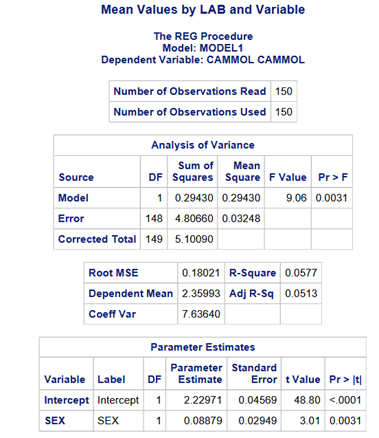 Mean Values by LAB and Variable
The REG Procedure
Model: MODEL1
Dependent Variable: CAMMOL CAMMOL
Number of Observations Read 150
Number of Observations Used 150
Analysis of Variance
Source DF Sum of Squares Mean Square F Value Pr > F
Model 1 0.29430 0.29430 9.06 0.0031
Error 148 4.80660 0.03248
Corrected Total 149 5.10090
Root MSE 0.18021 R-Square 0.0577
Dependent Mean 2.35993 Adj R-Sq 0.0513
Coeff Var 7.63640
Parameter Estimates
Variable Label DF Parameter Estimate Standard Error t Value Pr > |t|
Intercept Intercept 1 2.22971 0.04569 48.80 <.0001
SEX SEX 1 0.08879 0.02949 3.01 0.0031